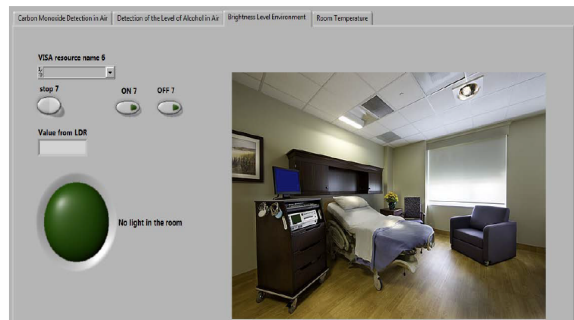 Carbon Monoxide Detection in Air
Detection of the Level of Alcohol in Air
Brightness Level Environment
Room Temperature
VISA resource name 6
stop 7
ON 7
OFF 7
Value from LDR
No light in the room